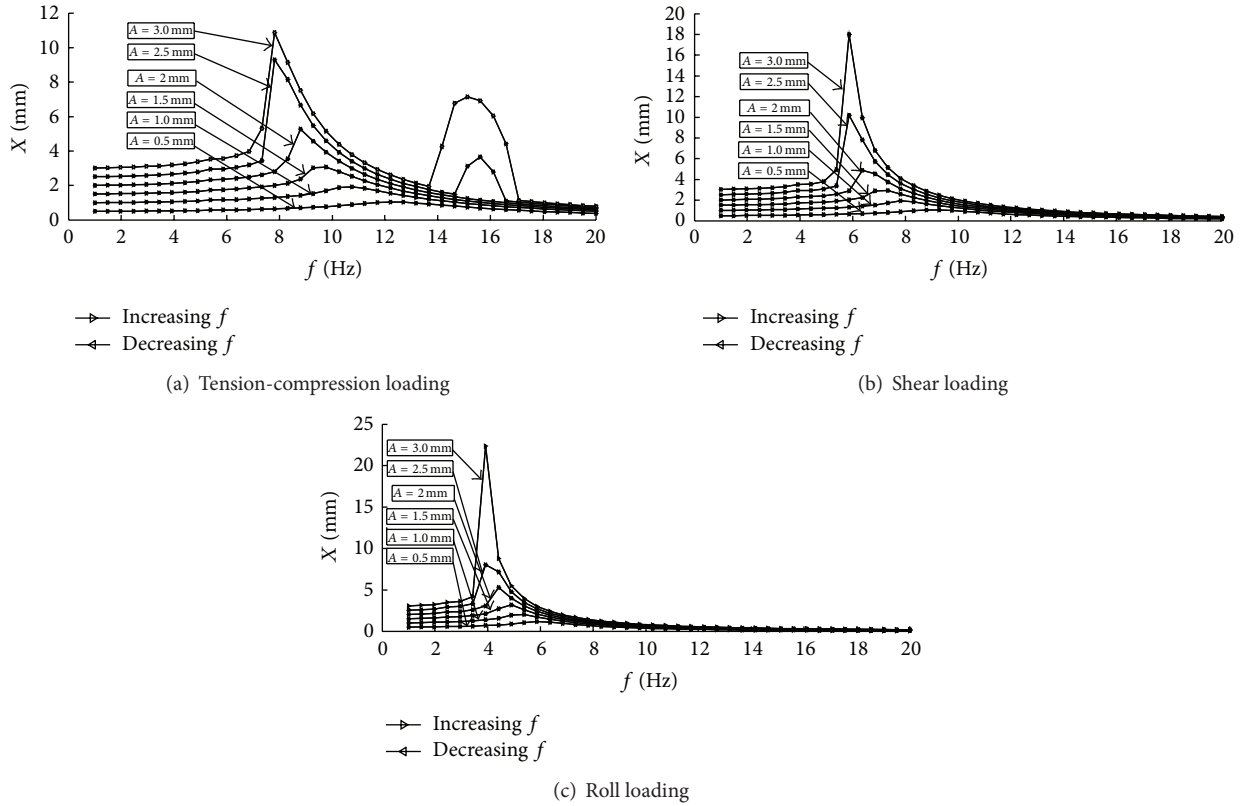 12
10
8
6
4
2
0
X (mm)
A = 3.0 mm
A = 2.5 mm
A = 2 mm
A = 1.5 mm
A = 1.0 mm
A = 0.5 mm
0 2 4 6 8 10 12 14 16 18 20
f (Hz)
Increasing f
Decreasing f
(a) Tension-compression loading
20
18
16
14
12
10
8
6
4
2
0
X (mm)
A = 3.0 mm
A = 2.5 mm
A = 2 mm
A = 1.5 mm
A = 1.0 mm
A = 0.5 mm
0 2 4 6 8 10 12 14 16 18 20
f (Hz)
Increasing f
Decreasing f
(b) Shear loading
25
20
15
10
5
0
X (mm)
A = 3.0 mm
A = 2.5 mm
A = 2 mm
A = 1.5 mm
A = 1.0 mm
A = 0.5 mm
0 2 4 6 8 10 12 14 16 18 20
f (Hz)
Increasing f
Decreasing f
(c) Roll loading